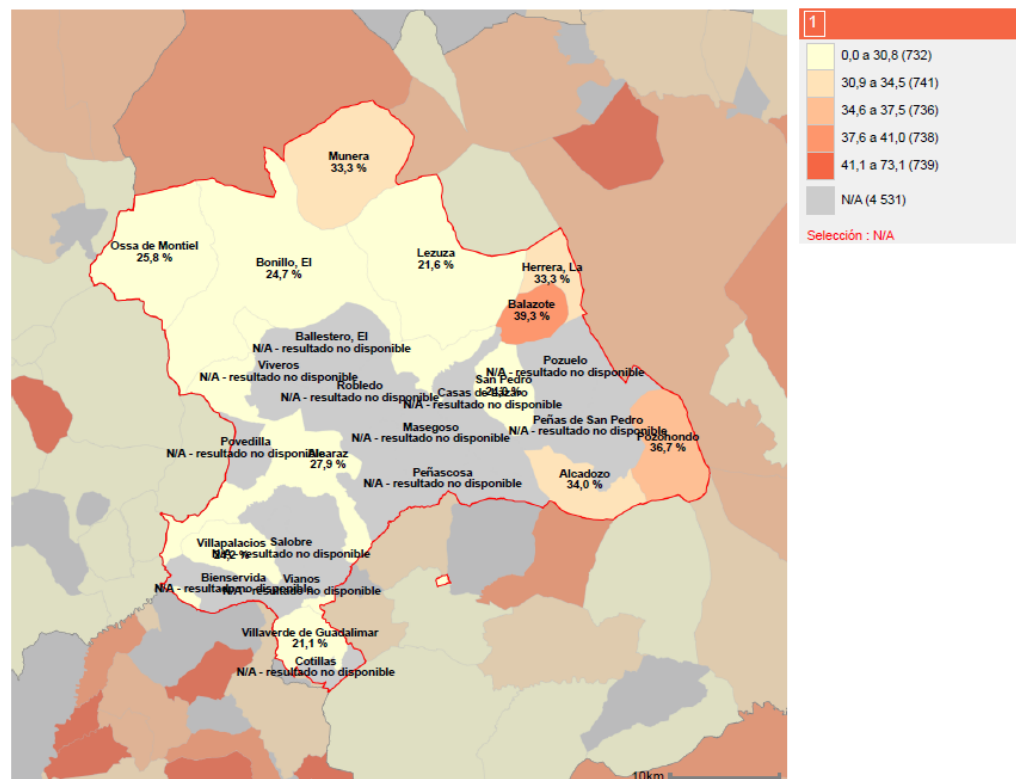 1
0,0 a 30,8 (732)
30,9 a 34,5 (741)
34,6 a 37,5 (736)
37,6 a 41,0 (738)
41,1 a 73,1 (739)
N/A (4 531)
Selección : N/A
Munera
33,3 %
Ossa de Montiel
25,8 %
Bonillo, El
24,7 %
Lezuza
21,6 %
Herrera, La
33,3 %
Balazote
39,3 %
Ballestero, El
N/A - resultado no disponible
Viveros
N/A - resultado no disponible
Robledo
N/A - resultado no disponible
Pozuelo
N/A - resultado no disponible
San Pedro
Casas de Lázaro
N/A - resultado no disponible
Masegoso
N/A - resultado no disponible
Peñas de San Pedro
N/A - resultado no disponible
Pozohondo
36,7 %
Povedilla
N/A - resultado no disponible
Alcaraz
27,9 %
Peñascosa
N/A - resultado no disponible
Alcadozo
34,0 %
Villapalacios
Salobre
N/A - resultado no disponible
Bienservida
N/A - resultado no disponible
Vianos
N/A - resultado no disponible
Villaverde de Guadalimar
21,1 %
Cotillas
N/A - resultado no disponible
10km